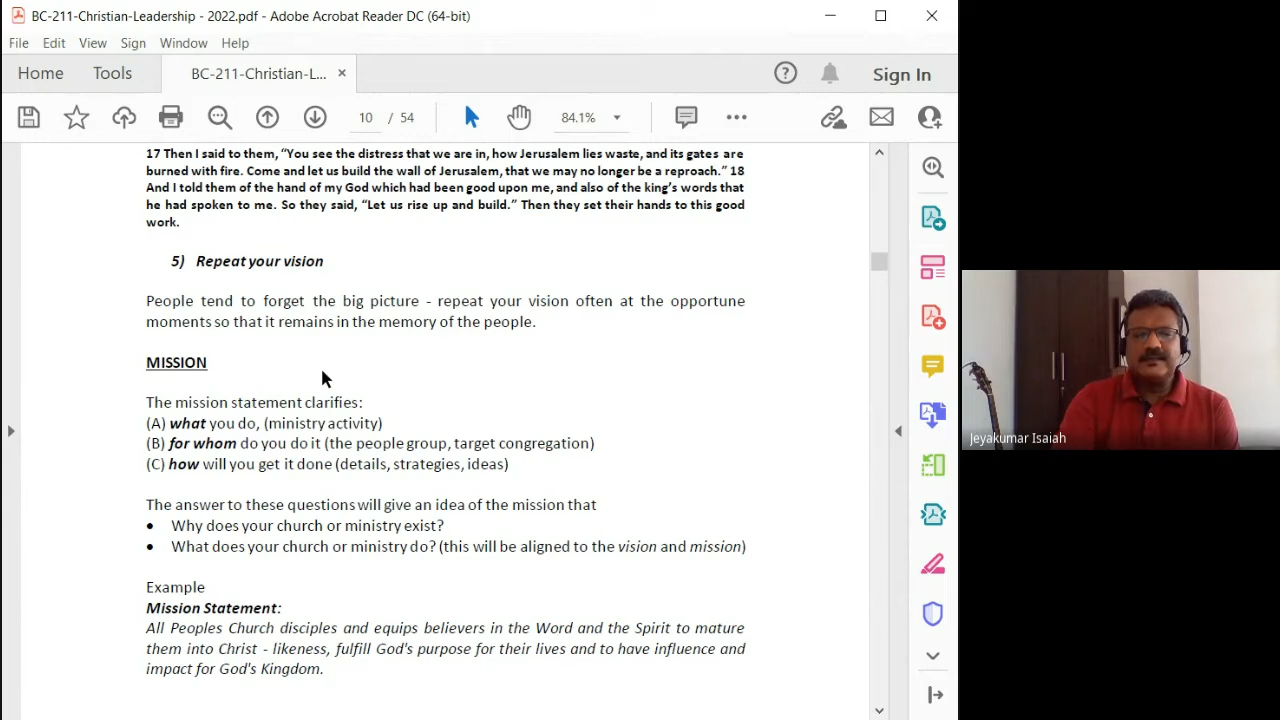 BC-211-Christian-Leadership - 2022.pdf - Adobe Acrobat Reader DC (64-bit)
File Edit View Sign Window Help
Home Tools BC-211-Christian-L... × Sign In
10 / 54 84.1%
17 Then I said to them, “You see the distress that we are in, how Jerusalem lies waste, and its gates are
burned with fire. Come and let us build the wall of Jerusalem, that we may no longer be a reproach.” 18
And I told them of the hand of my God which had been good upon me, and also of the king’s words that
he had spoken to me. So they said, “Let us rise up and build.” Then they set their hands to this good
work.
5) Repeat your vision
People tend to forget the big picture - repeat your vision often at the opportune
moments so that it remains in the memory of the people.
MISSION
The mission statement clarifies:
(A) what you do, (ministry activity)
(B) for whom do you do it (the people group, target congregation)
(C) how will you get it done (details, strategies, ideas)
The answer to these questions will give an idea of the mission that
• Why does your church or ministry exist?
• What does your church or ministry do? (this will be aligned to the vision and mission)
Example
Mission Statement:
All Peoples Church disciples and equips believers in the Word and the Spirit to mature
them into Christ - likeness, fulfill God's purpose for their lives and to have influence and
impact for God's Kingdom.
Jeyakumar Isaiah